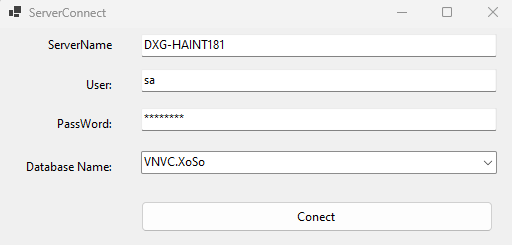 ServerConnect
ServerName DXG-HAINT181
User: sa
PassWord: ********
Database Name: VNVC.XoSo
Conect